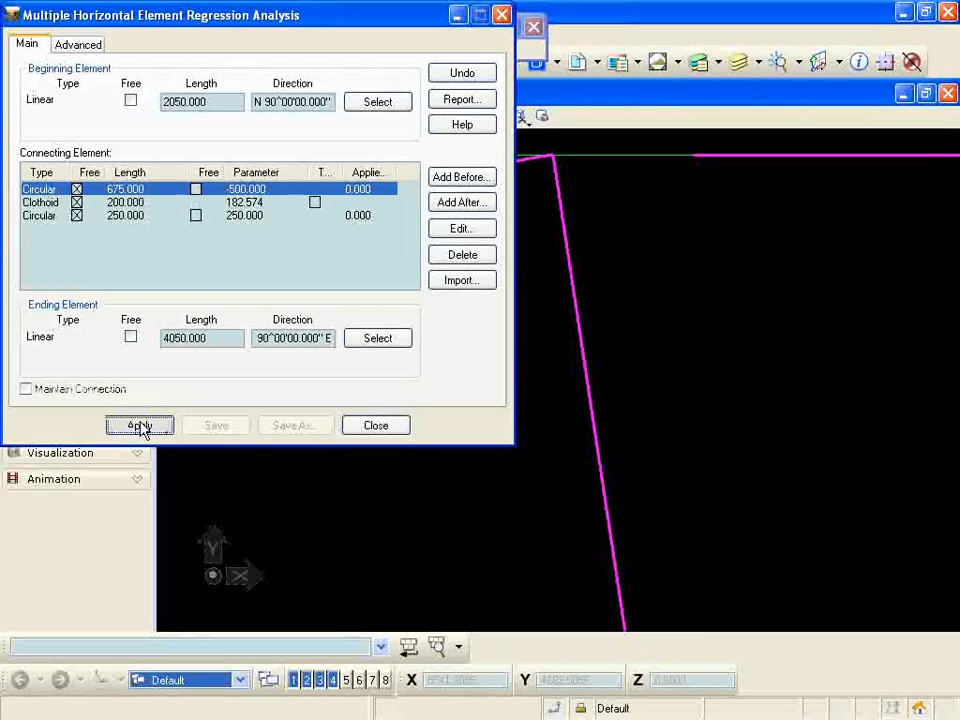 Multiple Horizontal Element Regression Analysis
Main Advanced
Beginning Element
Type Free Length Direction
Linear 2050.000 N 90^00'00.000" Select
Undo
Report...
Help
Connecting Element:
Type Free Length Free Parameter T... Applie...
Circular 675.000 -500.000 0.000
Clothoid 200.000 182.574
Circular 250.000 250.000 0.000
Add Before...
Add After...
Edit...
Delete
Import...
Ending Element
Type Free Length Direction
Linear 4050.000 90^00'00.000" E Select
Maintain Connection
Apply Save Save As... Close
Visualization
Animation
Y
X
Default 1 2 3 4 5 6 7 8 X Y Z 0.0000
Default